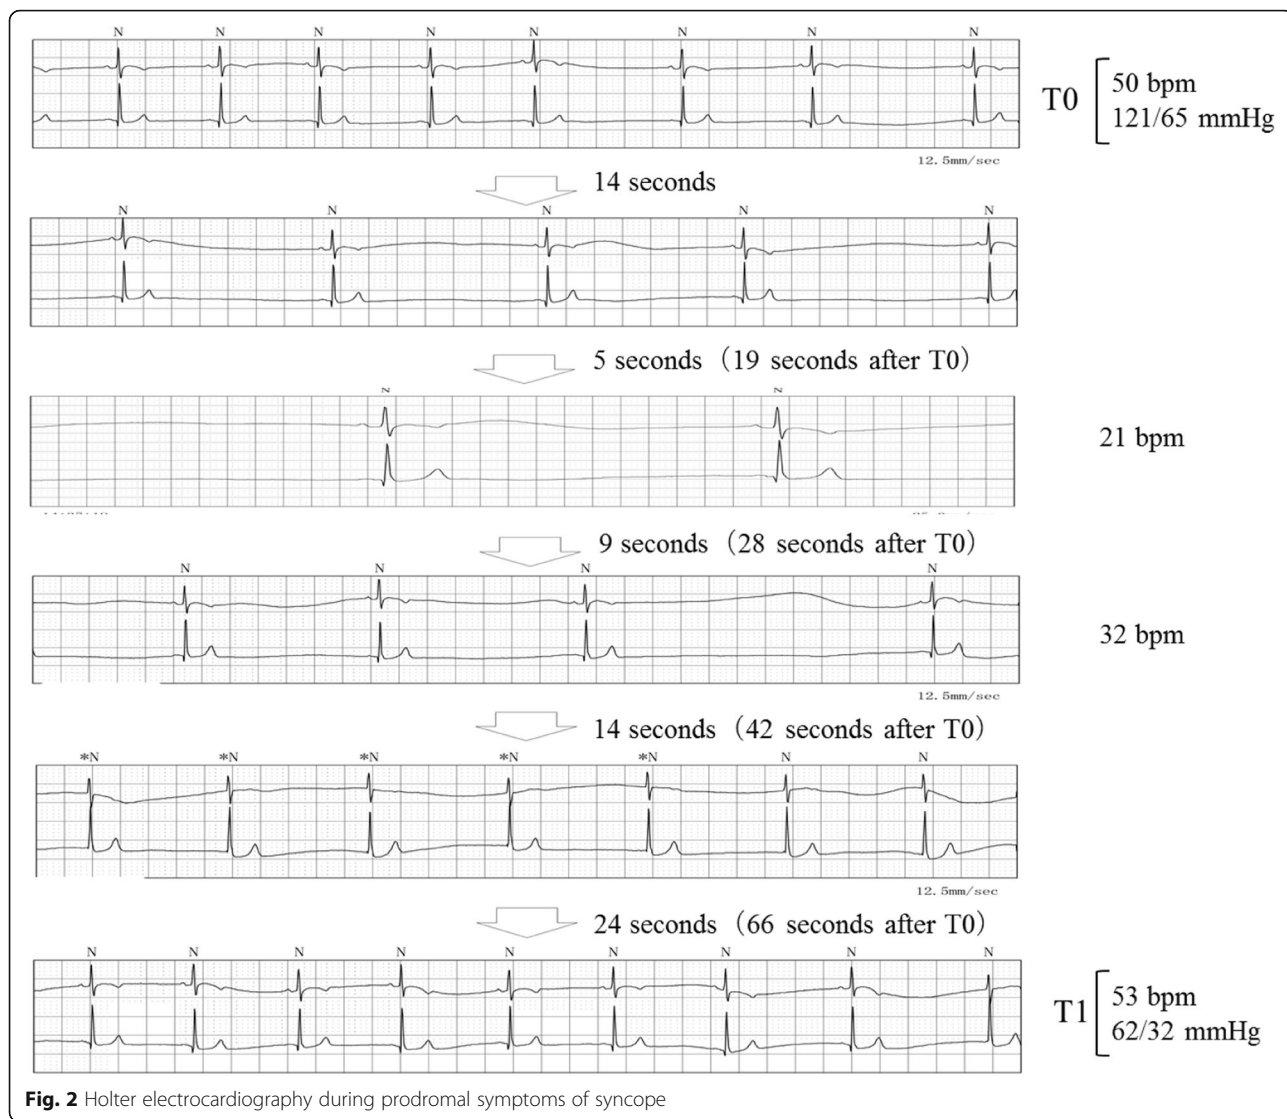 N N N N N N N N
T0
50 bpm
121/65 mmHg
12.5mm/sec
14 seconds
N N N N N
5 seconds (19 seconds after T0)
N N
21 bpm
9 seconds (28 seconds after T0)
N N N N
32 bpm
12.5mm/sec
14 seconds (42 seconds after T0)
*N *N *N *N *N N N
12.5mm/sec
24 seconds (66 seconds after T0)
N N N N N N N N N
T1
53 bpm
62/32 mmHg
Fig. 2 Holter electrocardiography during prodromal symptoms of syncope